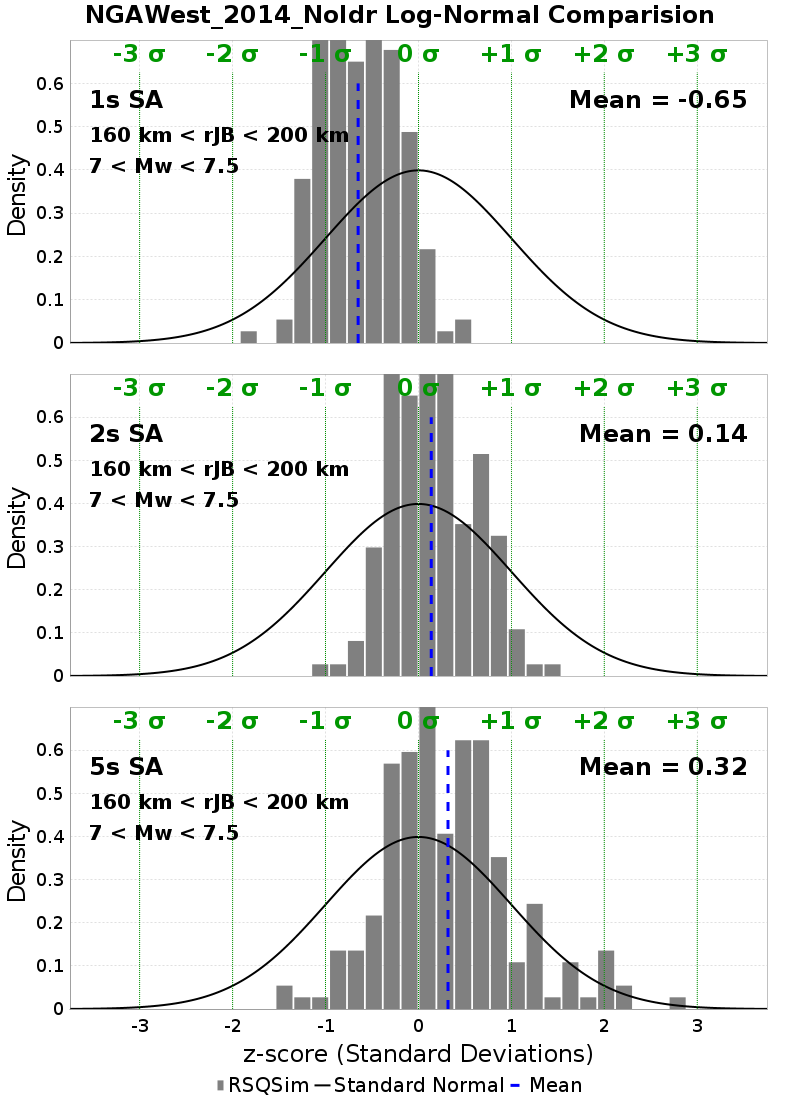 NGAWest_2014_NoIdr Log-Normal Comparision
-3 σ -2 σ -1 σ 0 σ +1 σ +2 σ +3 σ
1s SA Mean = -0.65
160 km < rJB < 200 km
7 < Mw < 7.5
Density
0.6
0.5
0.4
0.3
0.2
0.1
0
-3 σ -2 σ -1 σ 0 σ +1 σ +2 σ +3 σ
2s SA Mean = 0.14
160 km < rJB < 200 km
7 < Mw < 7.5
Density
0.6
0.5
0.4
0.3
0.2
0.1
0
-3 σ -2 σ -1 σ 0 σ +1 σ +2 σ +3 σ
5s SA Mean = 0.32
160 km < rJB < 200 km
7 < Mw < 7.5
Density
0.6
0.5
0.4
0.3
0.2
0.1
0
-3 -2 -1 0 1 2 3
z-score (Standard Deviations)
RSQSim Standard Normal Mean